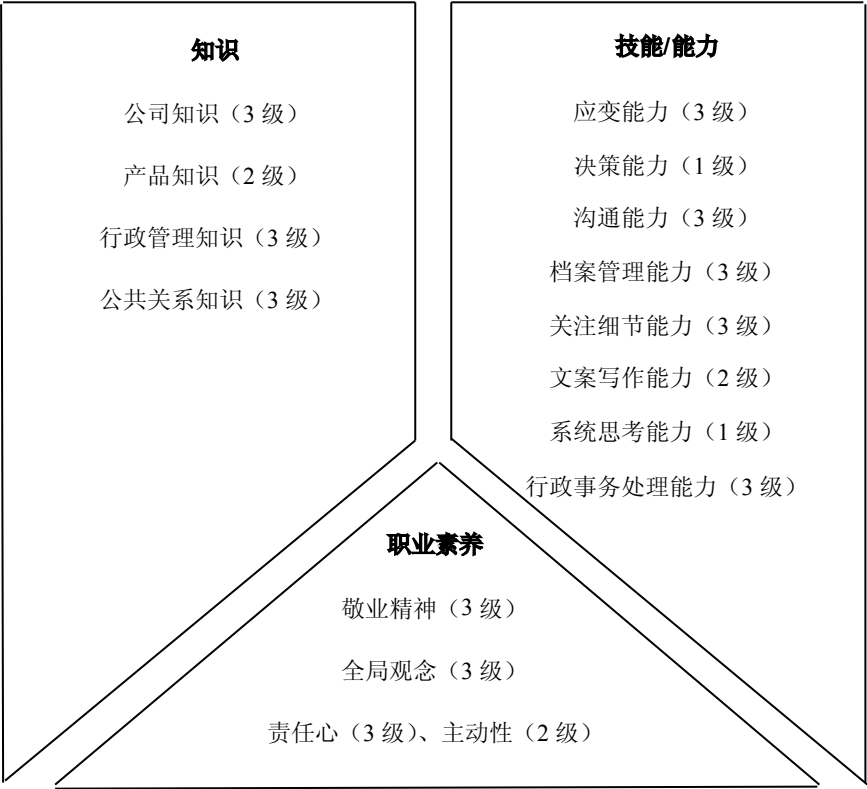 知识
公司知识（3 级）
产品知识（2 级）
行政管理知识（3 级）
公共关系知识（3 级）
技能/能力
应变能力（3 级）
决策能力（1 级）
沟通能力（3 级）
档案管理能力（3 级）
关注细节能力（3 级）
文案写作能力（2 级）
系统思考能力（1 级）
行政事务处理能力（3 级）
职业素养
敬业精神（3 级）
全局观念（3 级）
责任心（3 级）、主动性（2 级）